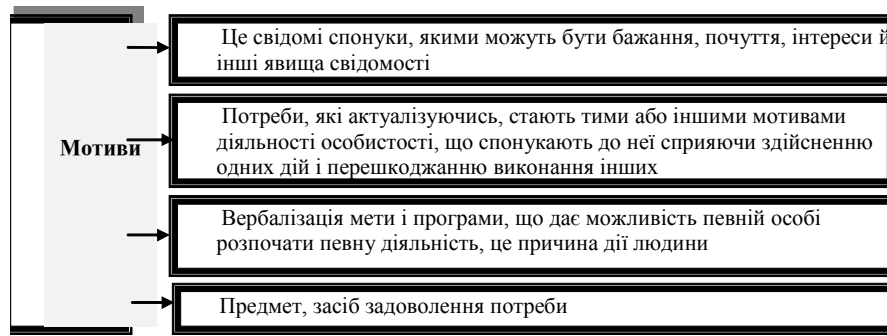 Це свідомі спонуки, якими можуть бути бажання, почуття, інтереси й
інші явища свідомості
Потреби, які актуалізуючись, стають тими або іншими мотивами
діяльності особистості, що спонукають до неї сприяючи здійсненню
одних дій і перешкоджанню виконання інших
Мотиви
Вербалізація мети і програми, що дає можливість певній особі
розпочати певну діяльність, це причина дії людини
Предмет, засіб задоволення потреби